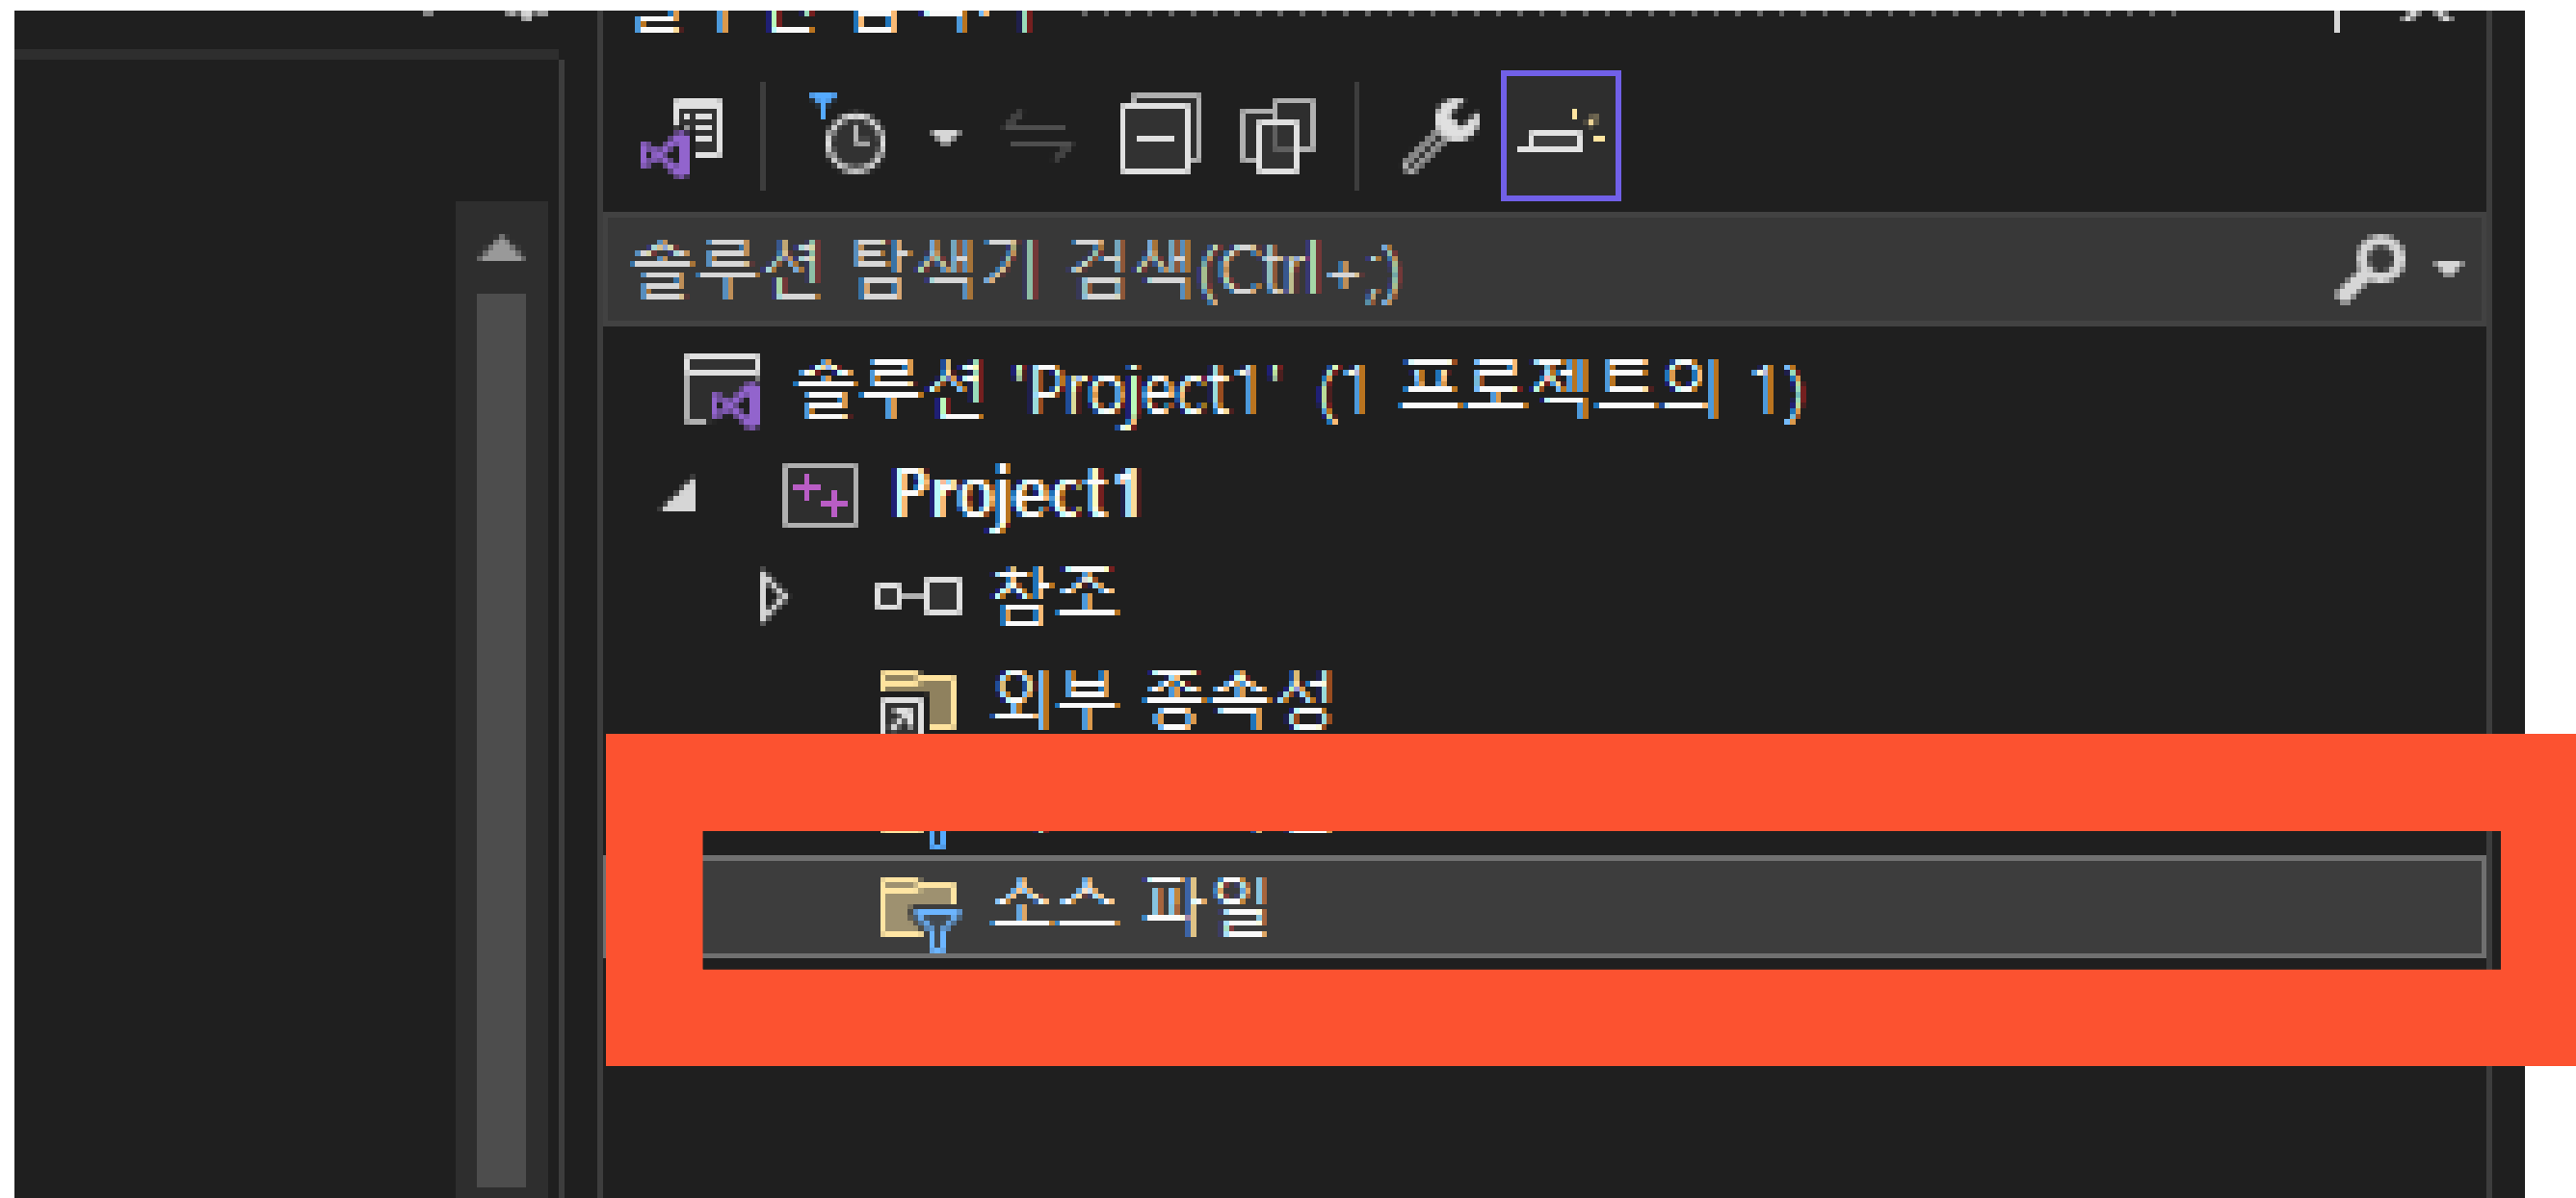 솔루션 탐색기 검색(Ctrl+;)
솔루션 'Project1' (1 프로젝트의 1)
Project1
참조
외부 종속성
소스 파일